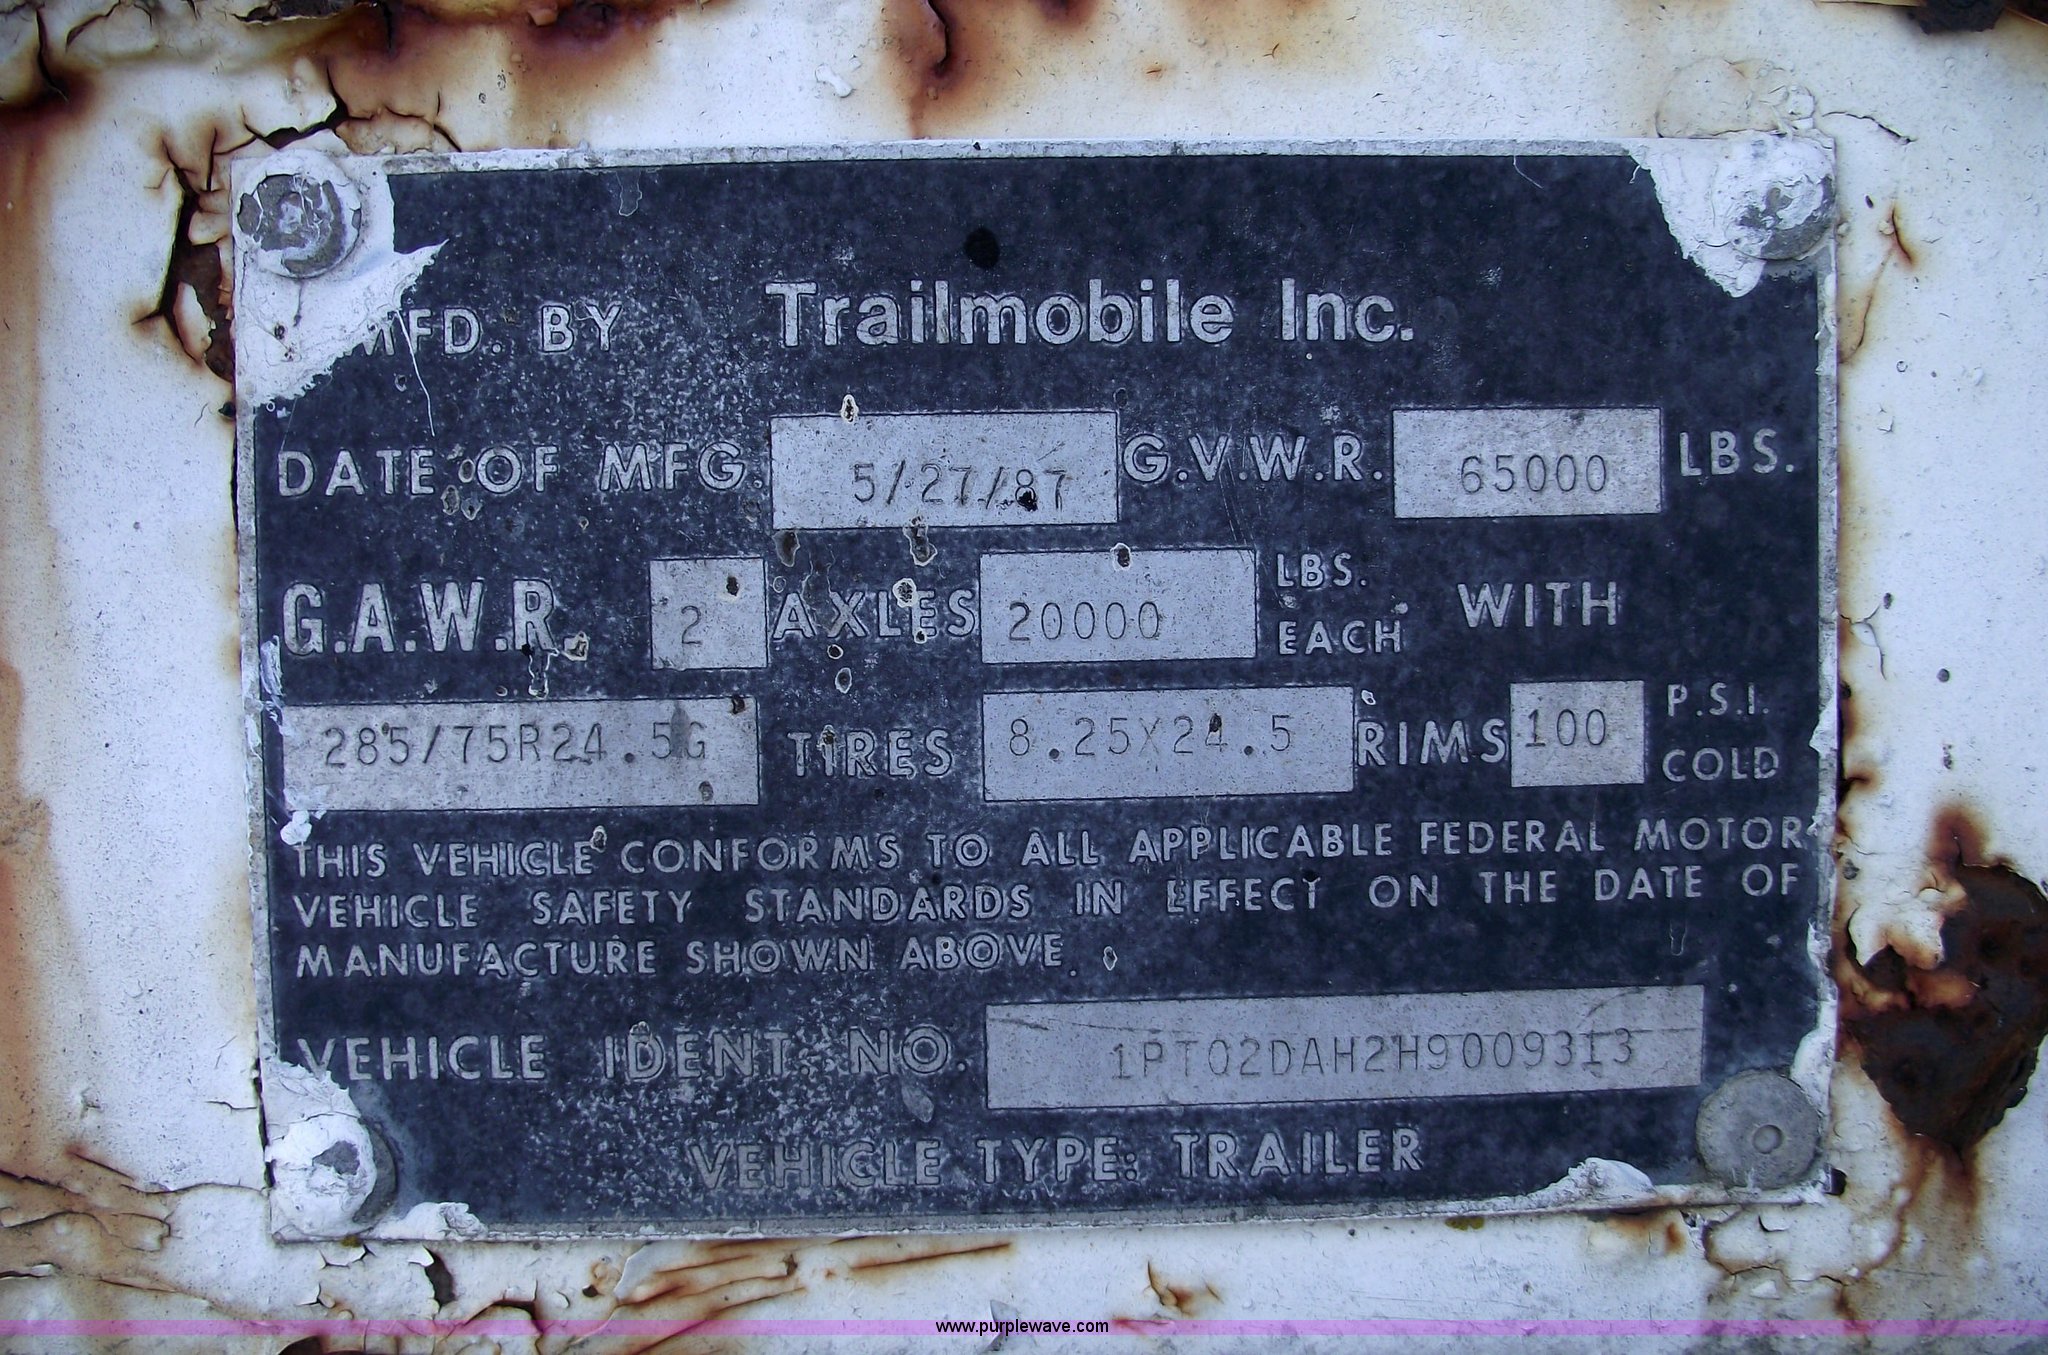 MFD. BY Trailmobile Inc.
DATE OF MFG. 5/27/87 G.V.W.R. 65000 LBS.
G.A.W.R. 2 AXLES 20000 LBS. EACH WITH
285/75R24.5G TIRES 8.25X24.5 RIMS 100 P.S.I. COLD
THIS VEHICLE CONFORMS TO ALL APPLICABLE FEDERAL MOTOR
VEHICLE SAFETY STANDARDS IN EFFECT ON THE DATE OF
MANUFACTURE SHOWN ABOVE.
VEHICLE IDENT. NO. 1PT02DAH2H9009313
VEHICLE TYPE: TRAILER
www.purplewave.com